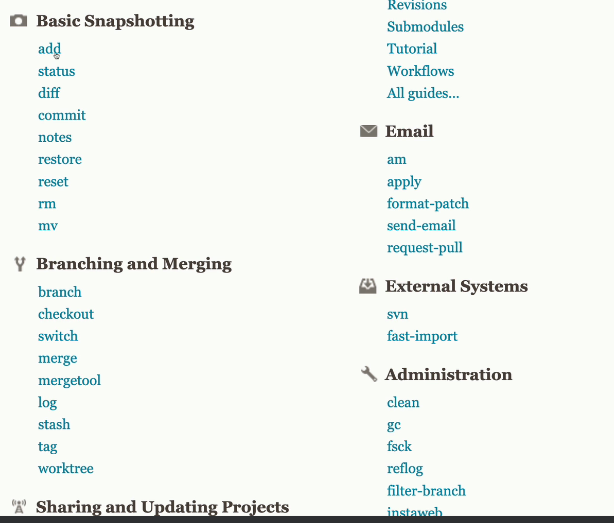 Basic Snapshotting
add
status
diff
commit
notes
restore
reset
rm
mv
Branching and Merging
branch
checkout
switch
merge
mergetool
log
stash
tag
worktree
Sharing and Updating Projects
Revisions
Submodules
Tutorial
Workflows
All guides...
Email
am
apply
format-patch
send-email
request-pull
External Systems
svn
fast-import
Administration
clean
gc
fsck
reflog
filter-branch
instaweb